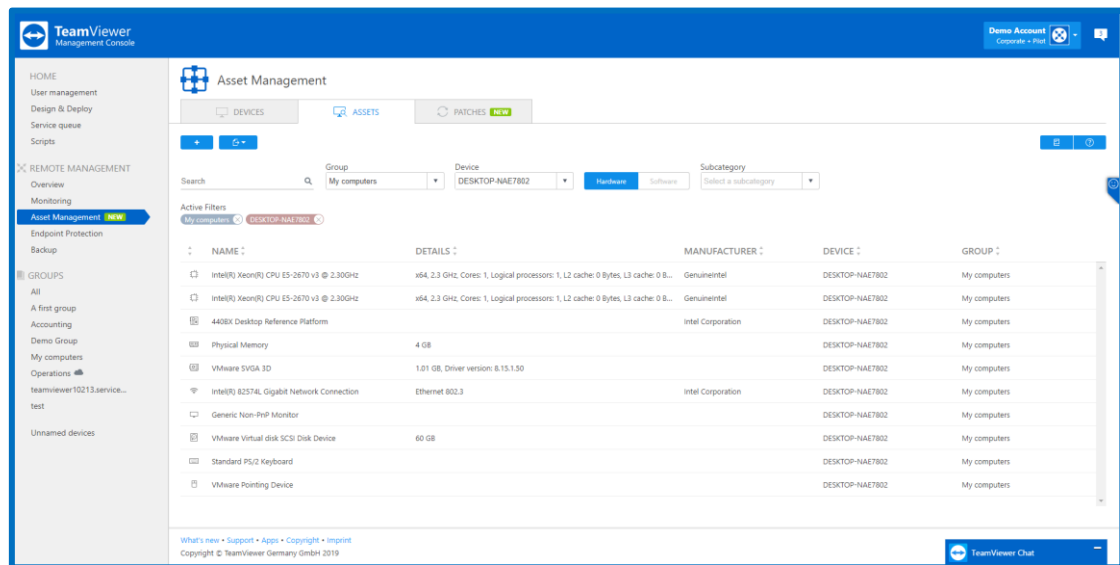 TeamViewer
Management Console
Demo Account
Corporate + Pilot
HOME
User management
Design & Deploy
Service queue
Scripts
REMOTE MANAGEMENT
Overview
Monitoring
Asset Management NEW
Endpoint Protection
Backup
GROUPS
All
A first group
Accounting
Demo Group
My computers
Operations
teamviewer10213.service...
test
Unnamed devices
Asset Management
DEVICES
ASSETS
PATCHES NEW
+
Search
Group
My computers
Device
DESKTOP-NAE7802
Hardware
Software
Subcategory
Select a subcategory
Active Filters
My computers
DESKTOP-NAE7802
NAME DETAILS MANUFACTURER DEVICE GROUP
Intel(R) Xeon(R) CPU E5-2670 v3 @ 2.30GHz x64, 2.3 GHz, Cores: 1, Logical processors: 1, L2 cache: 0 Bytes, L3 cache: 0 B... GenuineIntel DESKTOP-NAE7802 My computers
Intel(R) Xeon(R) CPU E5-2670 v3 @ 2.30GHz x64, 2.3 GHz, Cores: 1, Logical processors: 1, L2 cache: 0 Bytes, L3 cache: 0 B... GenuineIntel DESKTOP-NAE7802 My computers
440BX Desktop Reference Platform Intel Corporation DESKTOP-NAE7802 My computers
Physical Memory 4 GB DESKTOP-NAE7802 My computers
VMware SVGA 3D 1.01 GB, Driver version: 8.15.1.50 DESKTOP-NAE7802 My computers
Intel(R) 82574L Gigabit Network Connection Ethernet 802.3 Intel Corporation DESKTOP-NAE7802 My computers
Generic Non-PnP Monitor DESKTOP-NAE7802 My computers
VMware Virtual disk SCSI Disk Device 60 GB DESKTOP-NAE7802 My computers
Standard PS/2 Keyboard DESKTOP-NAE7802 My computers
VMware Pointing Device DESKTOP-NAE7802 My computers
What's new • Support • Apps • Copyright • Imprint
Copyright © TeamViewer Germany GmbH 2019
TeamViewer Chat